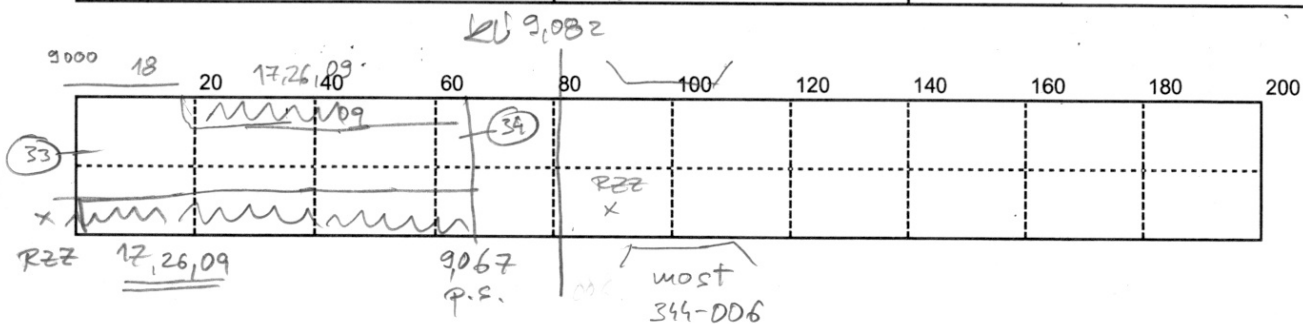 KÚ 9,082
9000 18 17,26,09
20 40 60 80 100 120 140 160 180 200
09 34
33
RZZ
x x
RZZ 17,26,09 9,067 most
p.s. 344-006